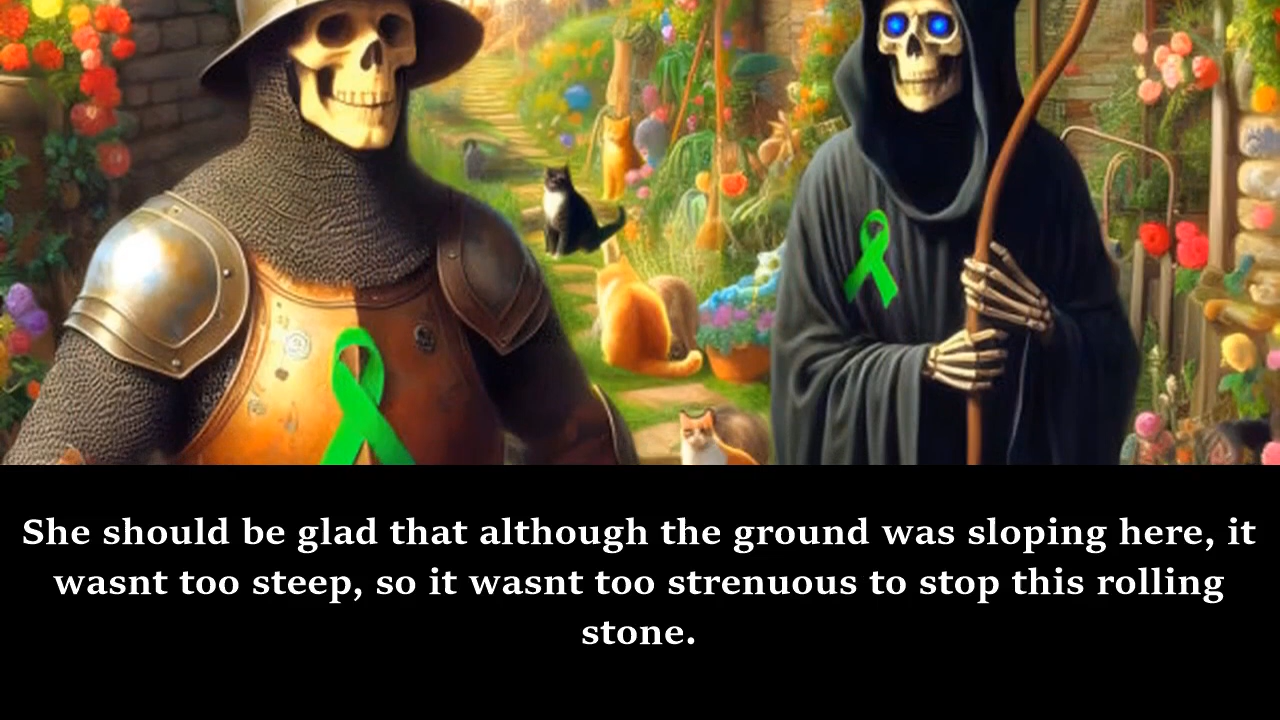 She should be glad that although the ground was sloping here, it
wasnt too steep, so it wasnt too strenuous to stop this rolling
stone.